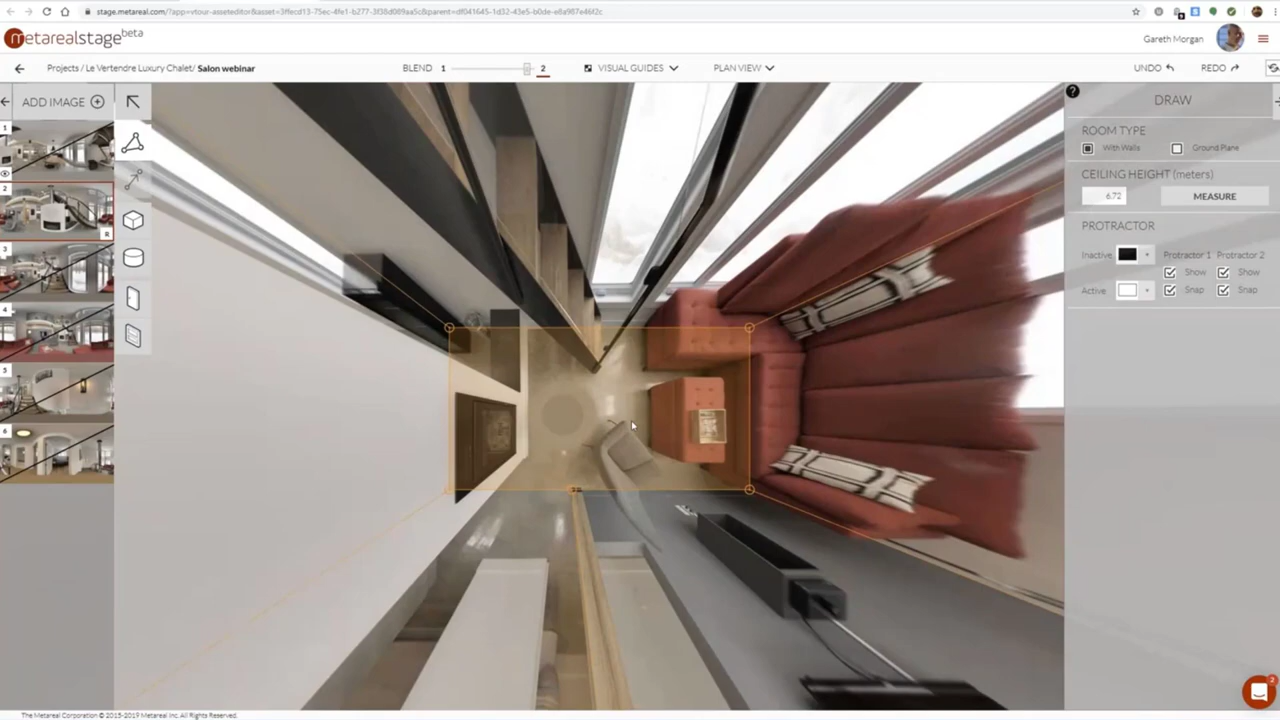 stage.metareal.com/?app=vtour-asseteditor&asset=3ffecd13-75ec-4fe1-b277-3f38d089aa5c&parent=df041645-1d32-43e5-b0de-e8a987e46f2c
metarealstage beta
Gareth Morgan
Projects / Le Vertendre Luxury Chalet/ Salon webinar
BLEND 1 2
VISUAL GUIDES
PLAN VIEW
UNDO
REDO
ADD IMAGE
DRAW
1
ROOM TYPE
With Walls
Ground Plane
CEILING HEIGHT (meters)
6.72
MEASURE
2
R
PROTRACTOR
Inactive
Protractor 1 Protractor 2
Show Show
Active
Snap Snap
3
4
5
6
2
The Metareal Corporation © 2015-2019 Metareal Inc. All Rights Reserved.